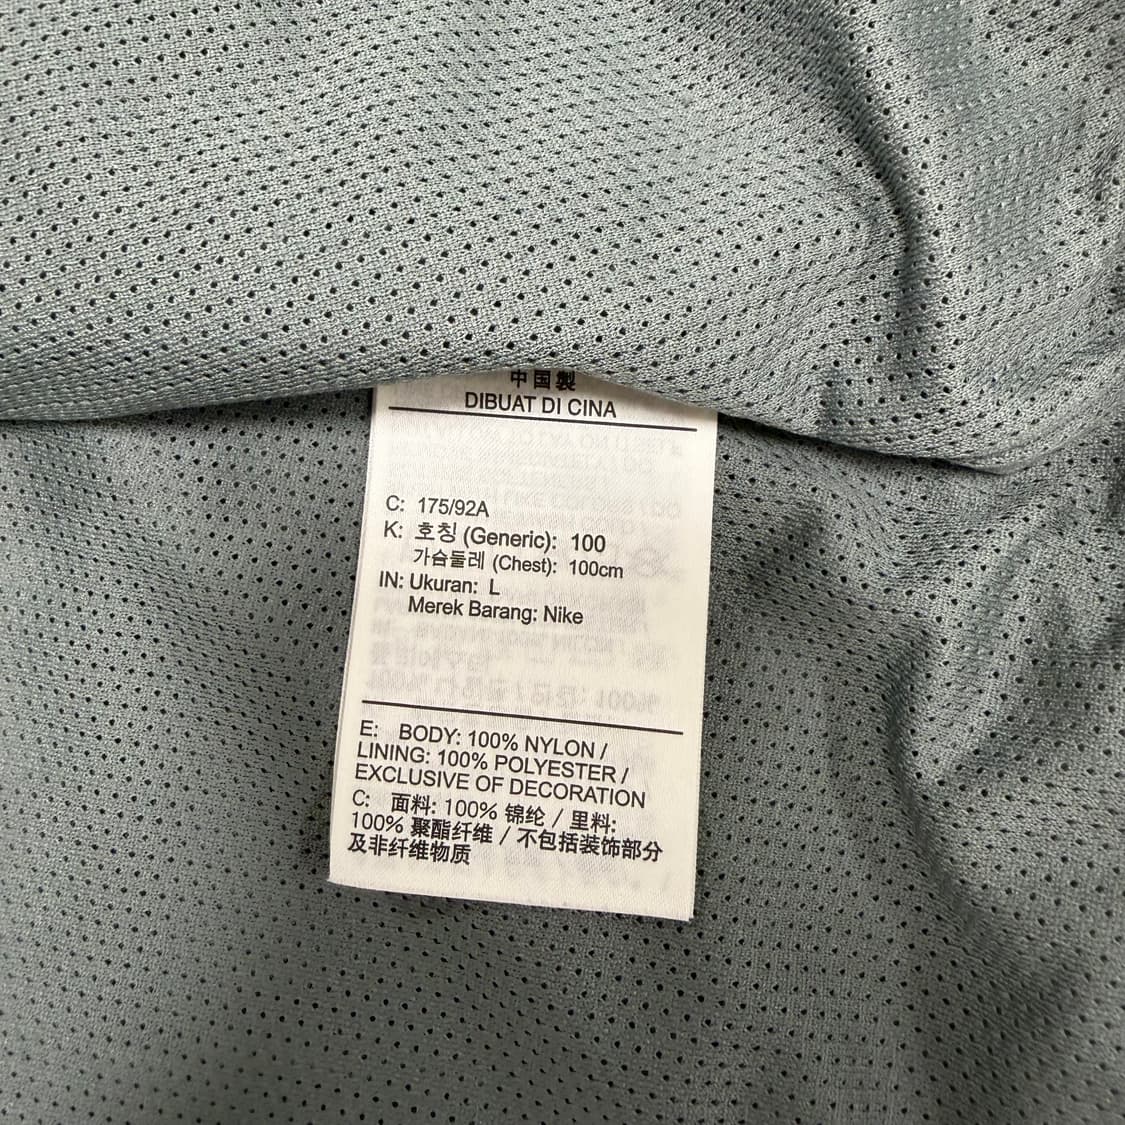 中国製
DIBUAT DI CINA
C: 175/92A
K: 호칭 (Generic): 100
가슴둘레 (Chest): 100cm
IN: Ukuran: L
Merek Barang: Nike
E: BODY: 100% NYLON /
LINING: 100% POLYESTER /
EXCLUSIVE OF DECORATION
C: 面料: 100% 锦纶 / 里料:
100% 聚酯纤维 / 不包括装饰部分
及非纤维物质